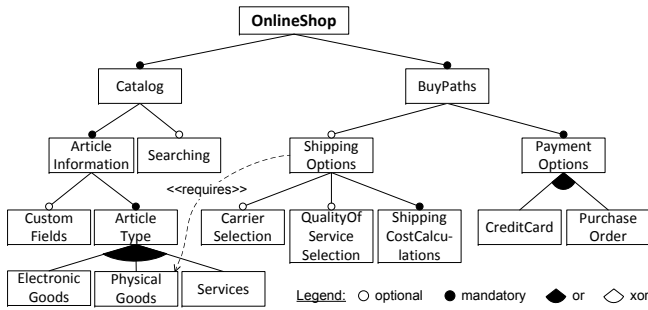 OnlineShop
Catalog
BuyPaths
Article
Information
Searching
Shipping
Options
Payment
Options
<<requires>>
Custom
Fields
Article
Type
Carrier
Selection
QualityOf
Service
Selection
Shipping
CostCalcu-
lations
CreditCard
Purchase
Order
Electronic
Goods
Physical
Goods
Services
Legend: optional mandatory or xor